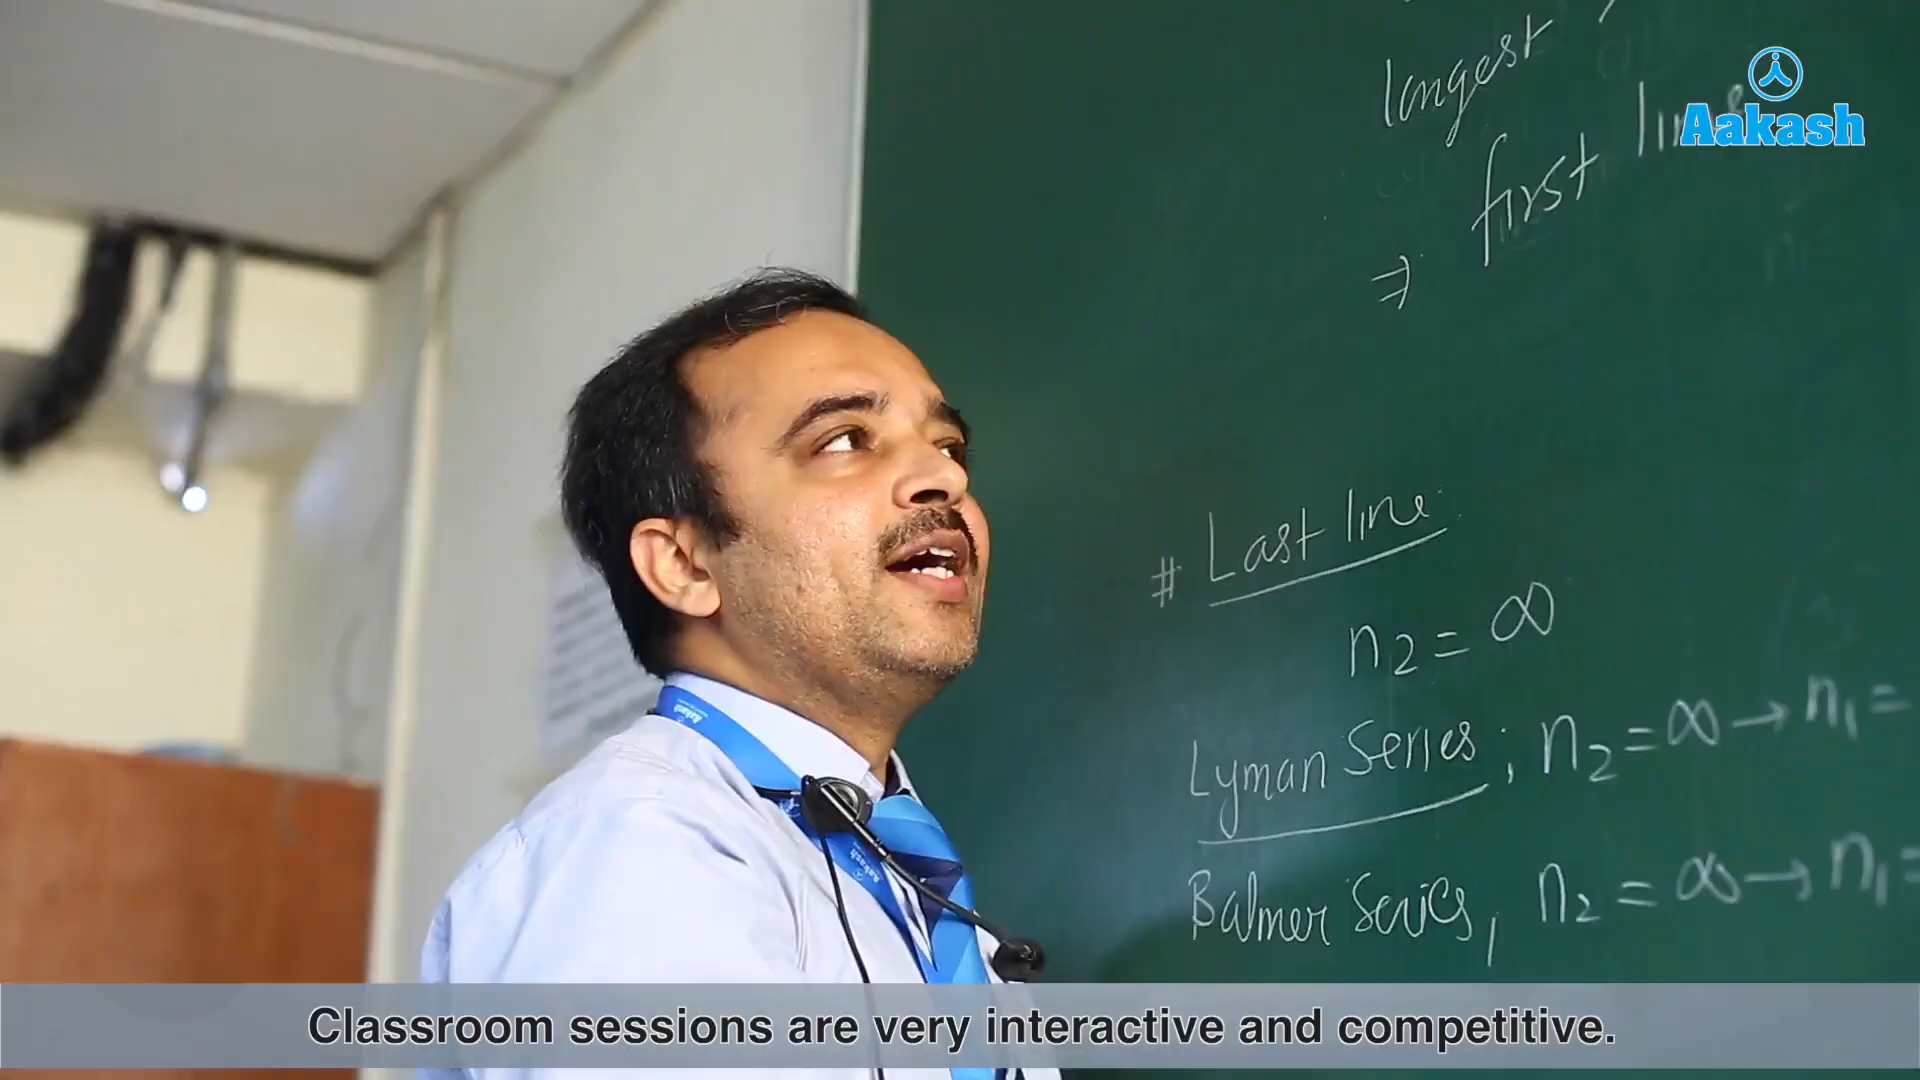 longest
Aakash
⇒ first line
# Last line
n2 = ∞
Lyman Series ; n2 = ∞ → n1 =
Balmer Series, n2 = ∞ → n1 =
Classroom sessions are very interactive and competitive.